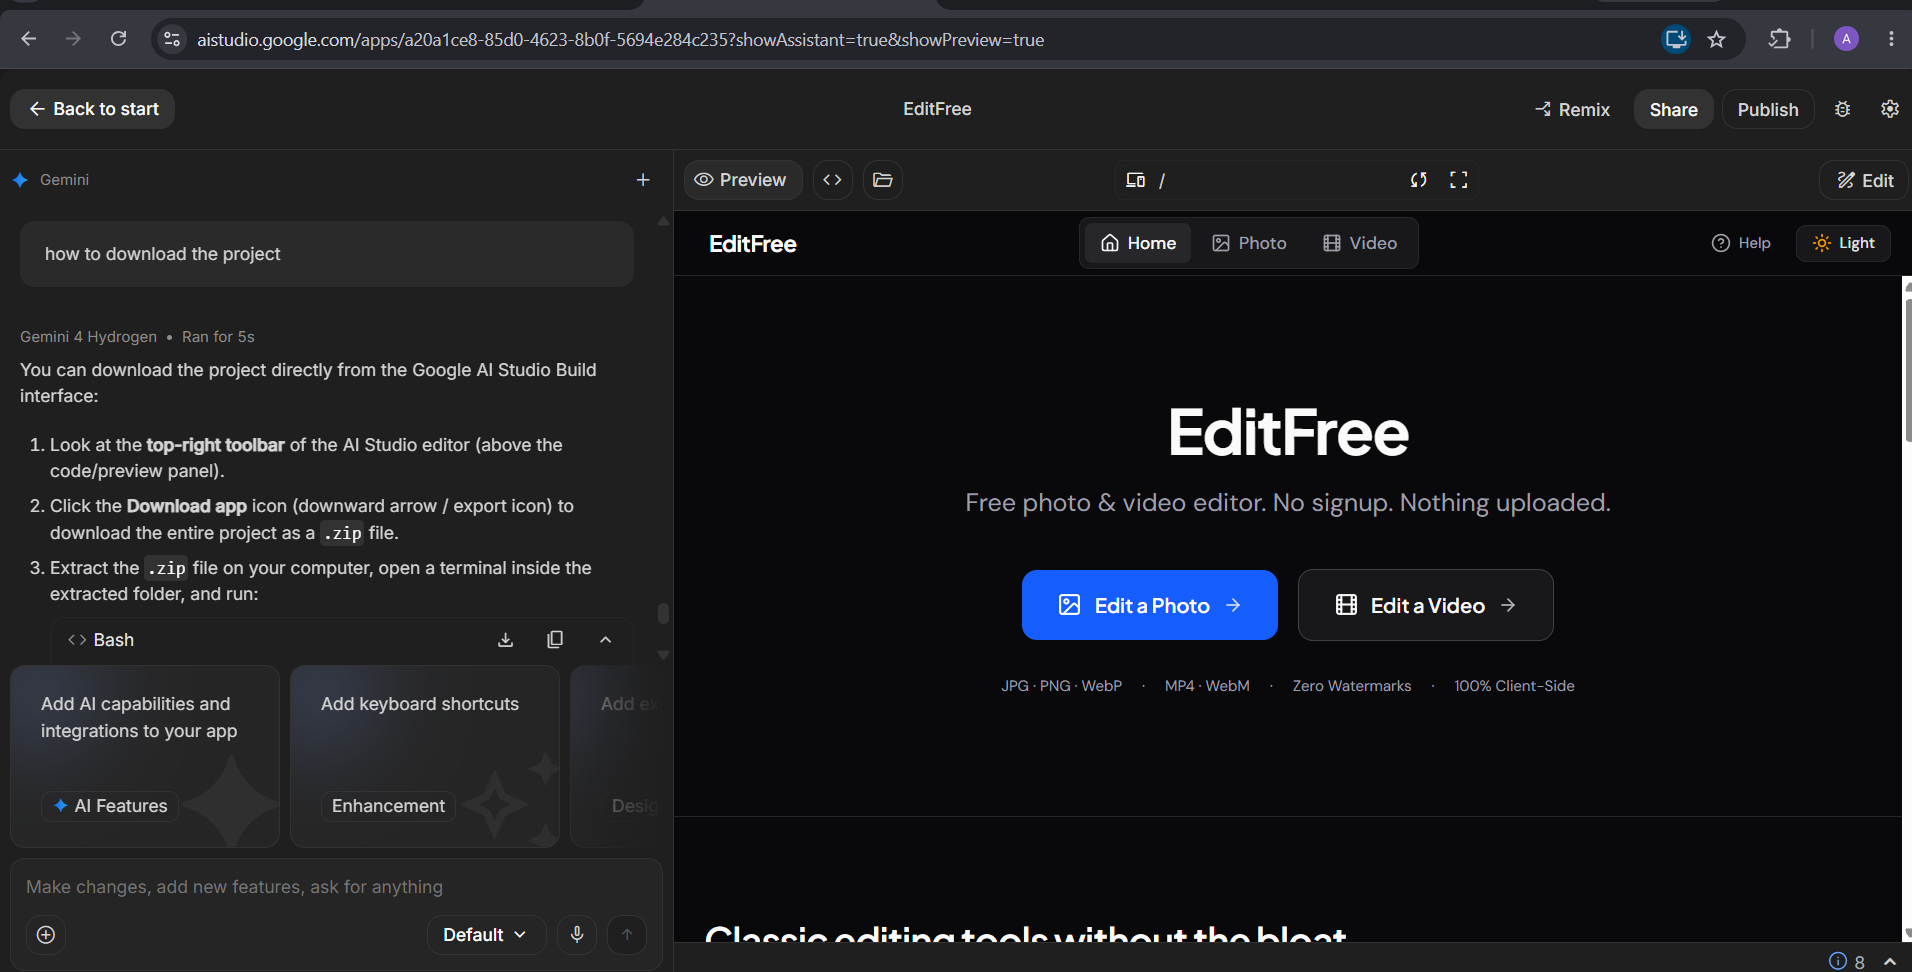 aistudio.google.com/apps/a20a1ce8-85d0-4623-8b0f-5694e284c235?showAssistant=true&showPreview=true
A
Back to start
EditFree
Remix
Share
Publish
Gemini
Preview
/
Edit
how to download the project
Gemini 4 Hydrogen • Ran for 5s
You can download the project directly from the Google AI Studio Build
interface:
1. Look at the top-right toolbar of the AI Studio editor (above the
code/preview panel).
2. Click the Download app icon (downward arrow / export icon) to
download the entire project as a .zip file.
3. Extract the .zip file on your computer, open a terminal inside the
extracted folder, and run:
Bash
Add AI capabilities and
integrations to your app
AI Features
Add keyboard shortcuts
Enhancement
Add
Make changes, add new features, ask for anything
Default
EditFree
Home
Photo
Video
Help
Light
EditFree
Free photo & video editor. No signup. Nothing uploaded.
Edit a Photo
Edit a Video
JPG · PNG · WebP · MP4 · WebM · Zero Watermarks · 100% Client-Side
Classic editing tools without the bloat
8